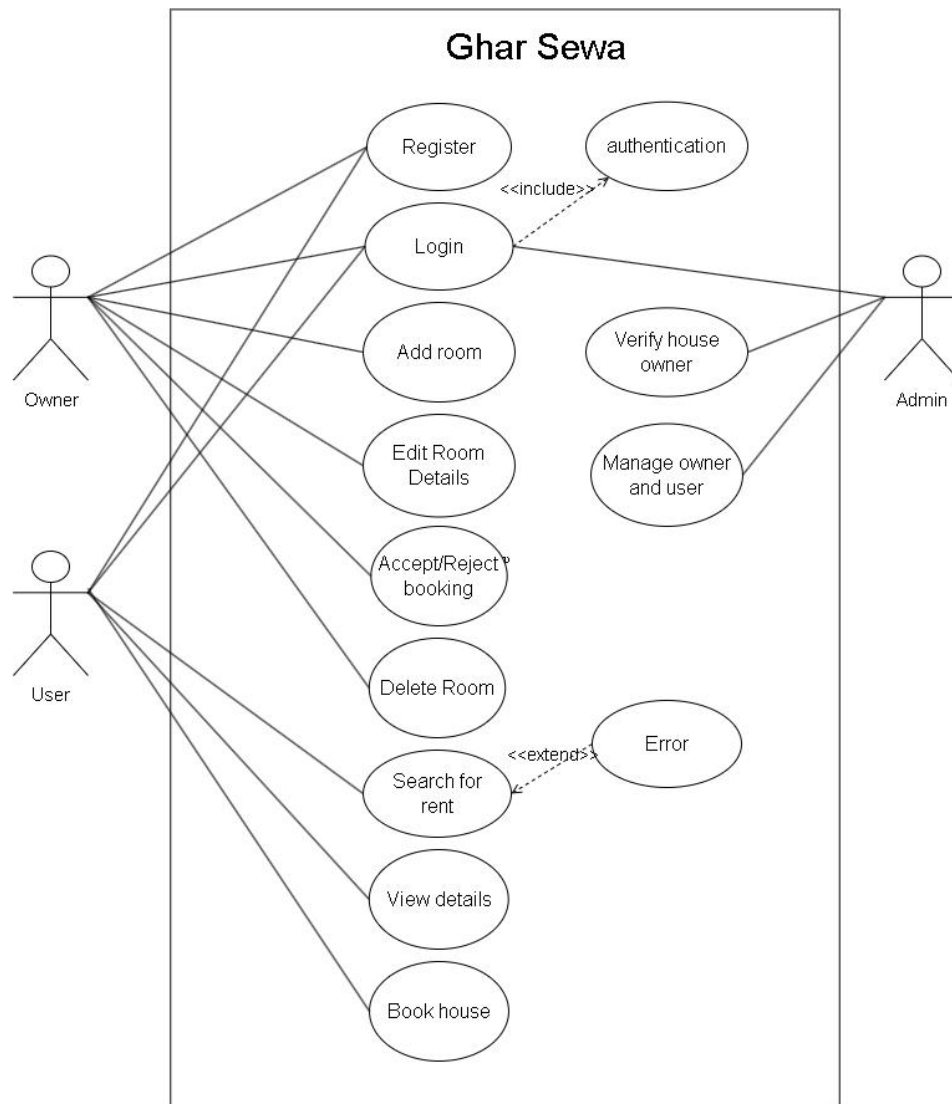 Ghar Sewa
Register
authentication
<<include>>
Login
Owner
Add room
Verify house
owner
Admin
Edit Room
Details
Manage owner
and user
Accept/Reject
booking
User
Delete Room
<<extend>>
Error
Search for
rent
View details
Book house